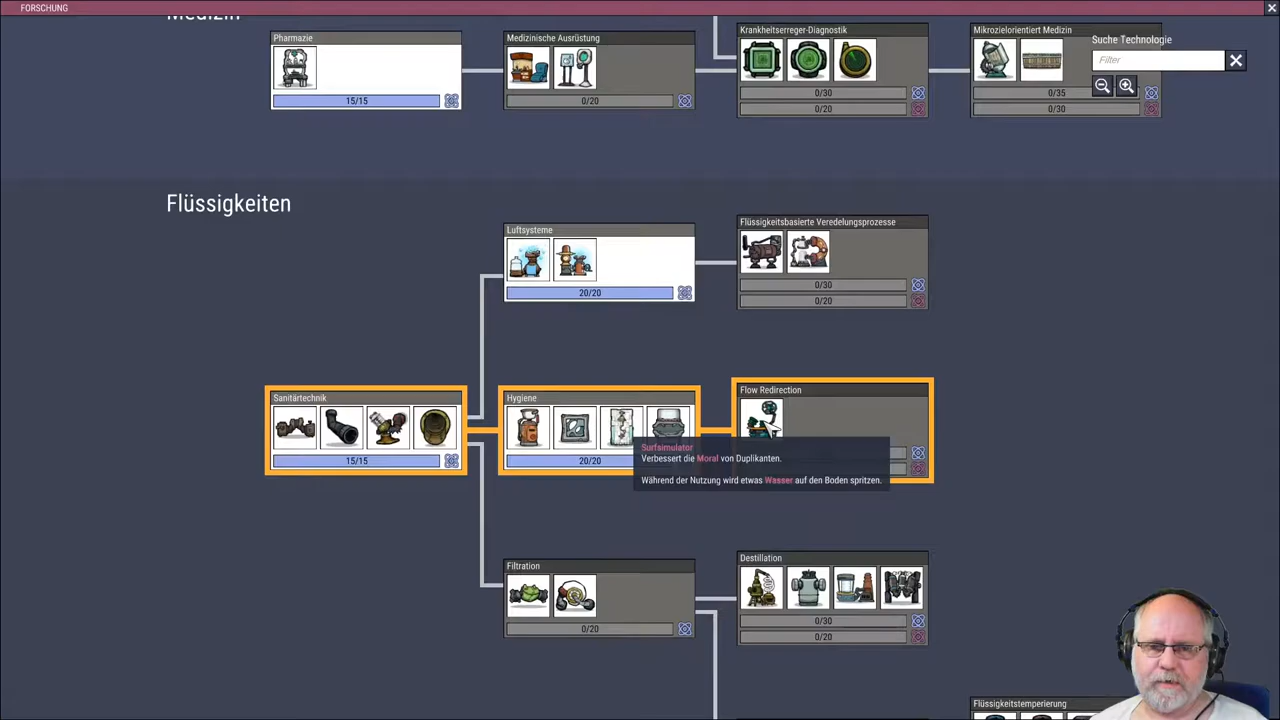 FORSCHUNG
Medizin
Pharmazie
15/15
Medizinische Ausrüstung
0/20
Krankheitserreger-Diagnostik
0/30
0/20
Mikrozielorientiert Medizin
0/35
0/30
Suche Technologie
Filter
Flüssigkeiten
Luftsysteme
20/20
Flüssigkeitsbasierte Veredelungsprozesse
0/30
0/20
Sanitärtechnik
15/15
Hygiene
20/20
Flow Redirection
Surfsimulator
Verbessert die Moral von Duplikanten.
Während der Nutzung wird etwas Wasser auf den Boden spritzen.
Filtration
0/20
Destillation
0/30
0/20
Flüssigkeitstemperierung